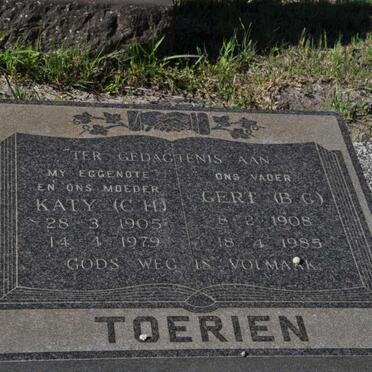 TER GEDAGTENIS AAN
MY EGGENOTE
EN ONS MOEDER
KATY (C.H.)
28·3·1905
14·4·1979
ONS VADER
GERT (B.G.)
8·2·1908
18·4·1985
GODS WEG IS VOLMAAK
TOERIEN